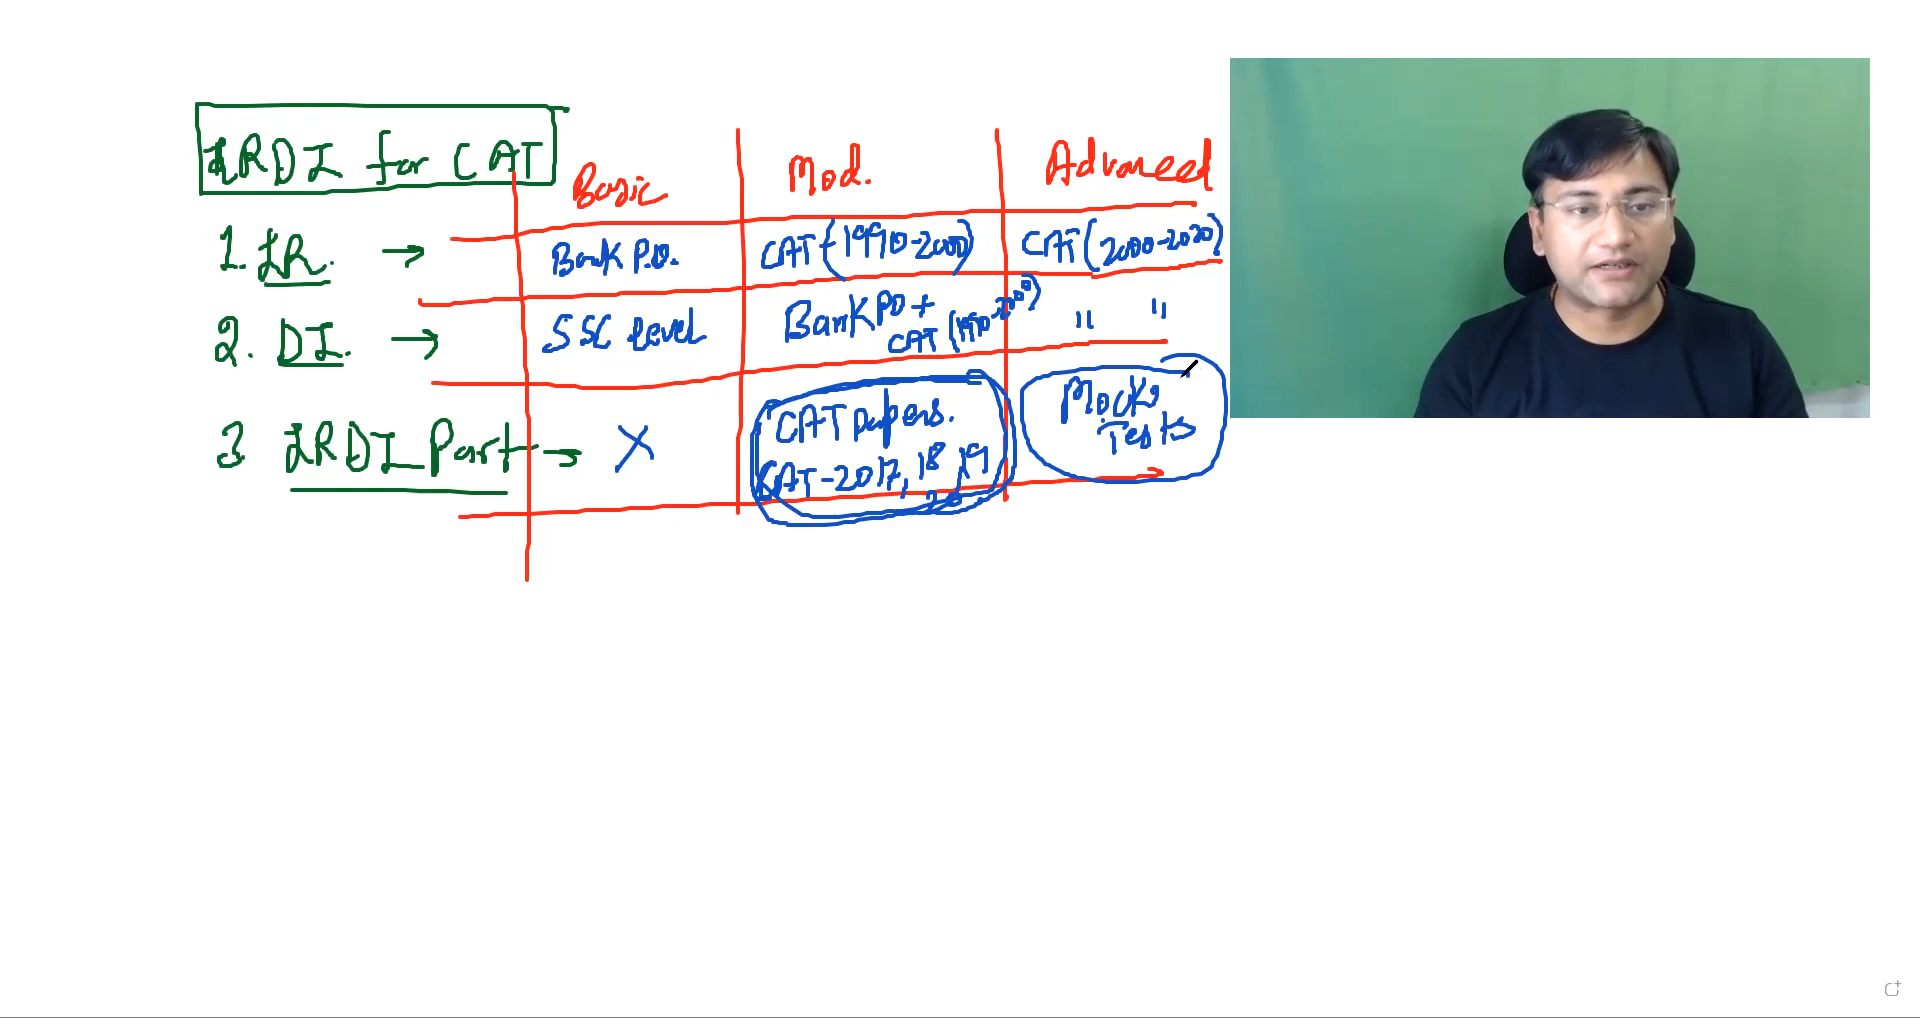 LRDI for CAT
Basic Mod. Advanced
1. LR. → Bank P.O. CAT (1990-2000) CAT (2000-2020)
2. DI. → SSC level Bank PO + CAT (1990-2000) " "
3 LRDI Part → X CAT papers. Mocks
CAT-2017, 18, 19 Tests
20